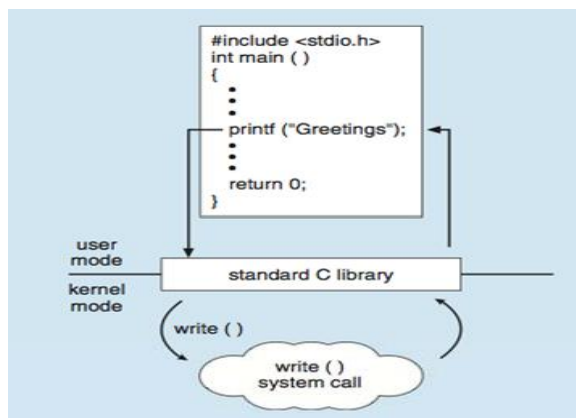 #include <stdio.h>
int main ( )
{
•
•
•
printf ("Greetings");
•
•
•
return 0;
}
user
mode
standard C library
kernel
mode
write ( )
write ( )
system call